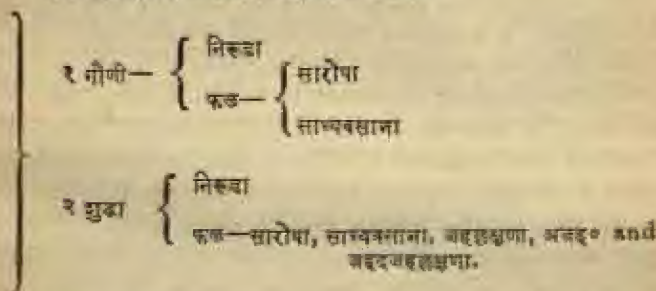 निरूढा
१ गौणी—
सारोपा
फल—
साध्यवसाना
निरूढा
२ शुद्धा
फल—सारोपा, साध्यवसाना, जहल्लक्षणा, अजह० and
जहदजहल्लक्षणा.